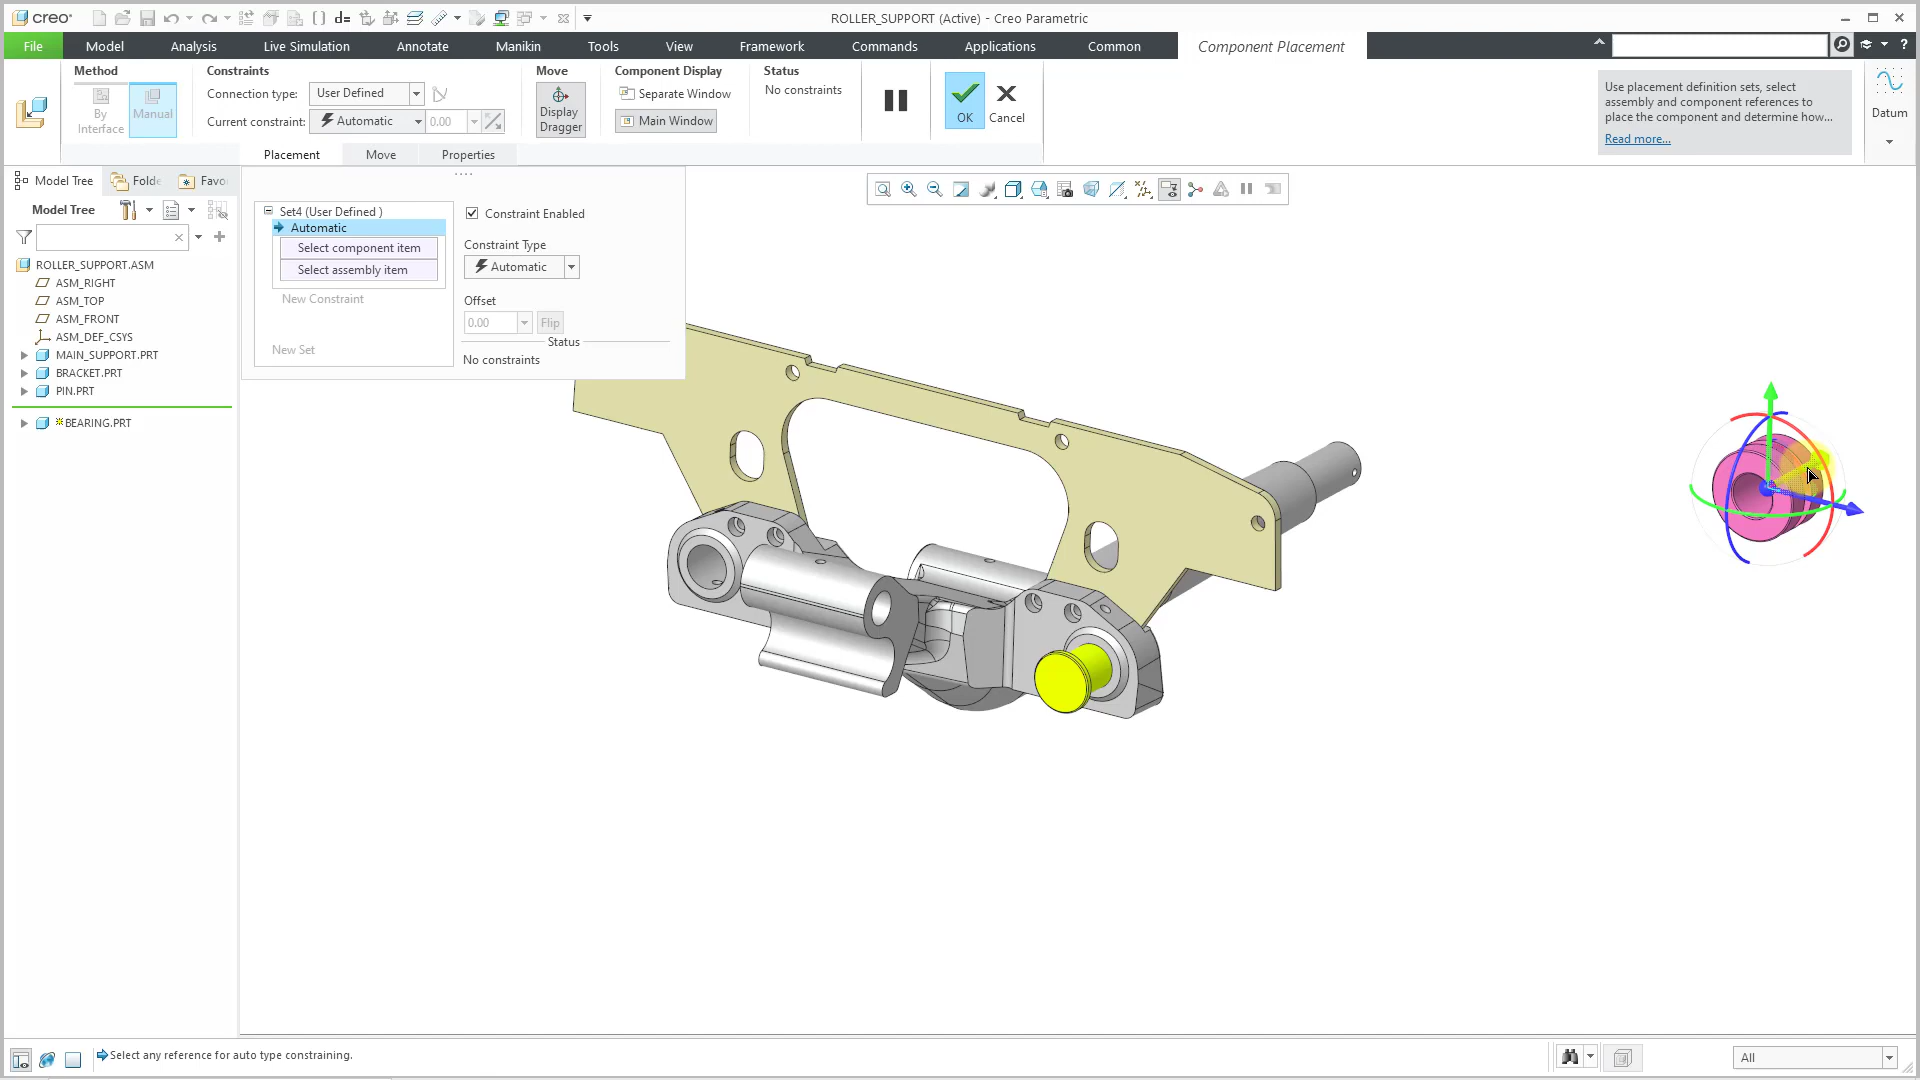 creo
d=
ROLLER_SUPPORT (Active) - Creo Parametric
File
Model
Analysis
Live Simulation
Annotate
Manikin
Tools
View
Framework
Commands
Applications
Common
Component Placement
?
Method
By
Interface
Manual
Constraints
Connection type:
User Defined
Current constraint:
Automatic
0.00
Move
Display
Dragger
Component Display
Separate Window
Main Window
Status
No constraints
OK
Cancel
Use placement definition sets, select
assembly and component references to
place the component and determine how...
Read more...
Datum
Placement
Move
Properties
Model Tree
Folde
Favo
Model Tree
ROLLER_SUPPORT.ASM
ASM_RIGHT
ASM_TOP
ASM_FRONT
ASM_DEF_CSYS
MAIN_SUPPORT.PRT
BRACKET.PRT
PIN.PRT
BEARING.PRT
Set4 (User Defined )
Automatic
Select component item
Select assembly item
New Constraint
New Set
Constraint Enabled
Constraint Type
Automatic
Offset
0.00
Flip
Status
No constraints
Select any reference for auto type constraining.
All